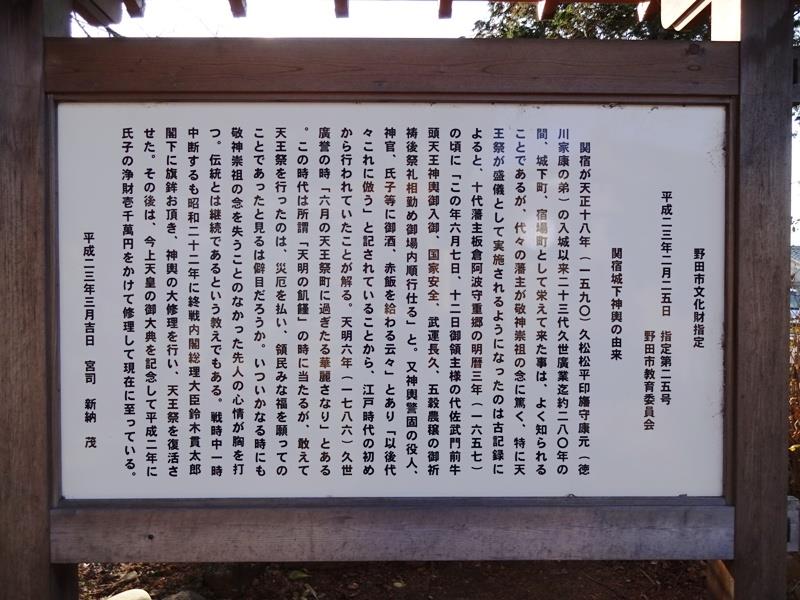 野田市文化財指定
平成二三年二月二五日　指定第二五号
野田市教育委員会
関宿城下神輿の由来
関宿が天正十八年（一五九〇）久松松平因旛守康元（徳
川家康の弟）の入城以来二十三代久世廣業迄約二八〇年の
間、城下町、宿場町として栄えて来た事は、よく知られる
ことであるが、代々の藩主が敬神崇祖の念に篤く、特に天
王祭が盛儀として実施されるようになったのは古記録に
よると、十代藩主板倉阿波守重郷の明暦三年（一六五七）
の頃に「この年六月七日、十二日御領主様の代佐武門前牛
頭天王神輿御入御、国家安全、武運長久、五穀農穣の御祈
祷後祭礼相勤め御場内順行仕る」と。又神輿警固の役人、
神官、氏子等に御酒、赤飯を給わる云々」とあり「以後代
々これに倣う」と記されていることから、江戸時代の初め
から行われていたことが解る。天明六年（一七八六）久世
廣誉の時「六月の天王祭町に過ぎたる華麗さなり」とある
。この時代は所謂「天明の飢饉」の時に当たるが、敢えて
天王祭を行ったのは、災厄を払い、領民みな福を願っての
ことであったと見るは僻目だろうか。いついかなる時にも
敬神崇祖の念を失うことのなかった先人の心情が胸を打
つ。伝統とは継続であるという教えでもある。戦時中一時
中断するも昭和二十二年に終戦内閣総理大臣鈴木貫太郎
閣下に旗鉾お頂き、神輿の大修理を行い、天王祭を復活さ
せた。その後は、今上天皇の御大典を記念して平成二年に
氏子の浄財壱千萬円をかけて修理して現在に至っている。
平成二三年三月吉日　宮司　新納　茂